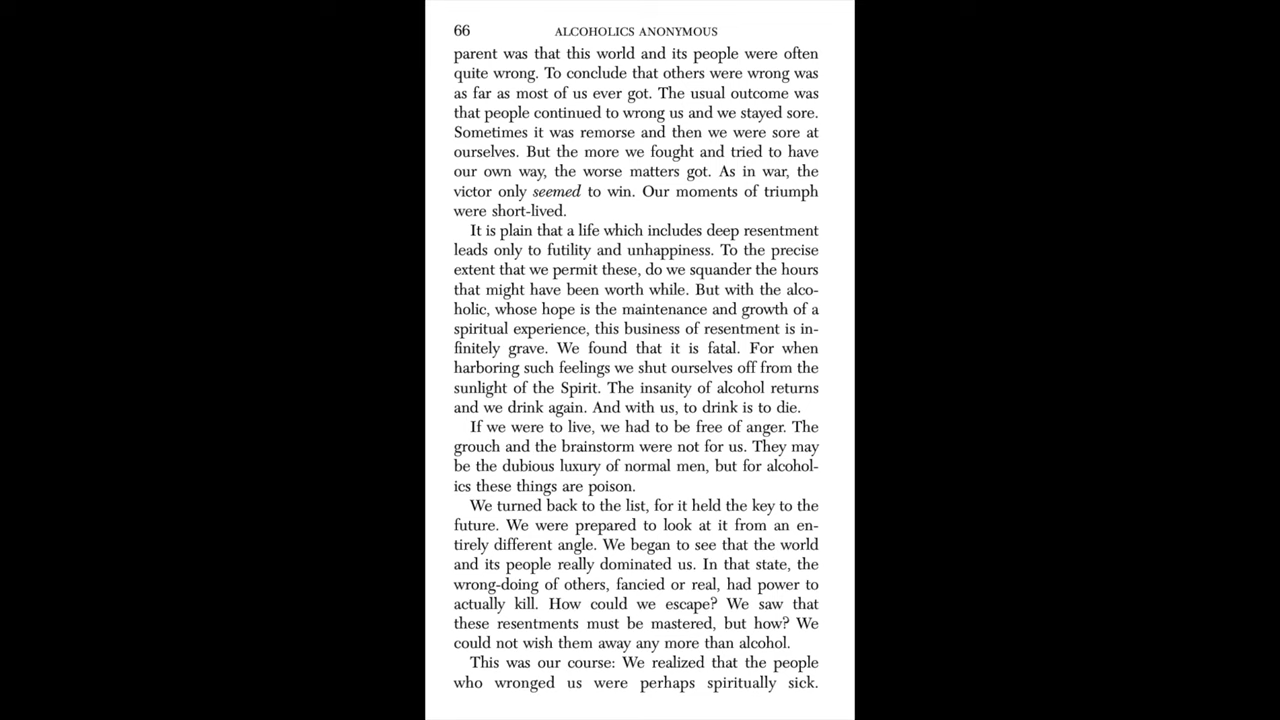 66 ALCOHOLICS ANONYMOUS
parent was that this world and its people were often
quite wrong. To conclude that others were wrong was
as far as most of us ever got. The usual outcome was
that people continued to wrong us and we stayed sore.
Sometimes it was remorse and then we were sore at
ourselves. But the more we fought and tried to have
our own way, the worse matters got. As in war, the
victor only seemed to win. Our moments of triumph
were short-lived.
It is plain that a life which includes deep resentment
leads only to futility and unhappiness. To the precise
extent that we permit these, do we squander the hours
that might have been worth while. But with the alco-
holic, whose hope is the maintenance and growth of a
spiritual experience, this business of resentment is in-
finitely grave. We found that it is fatal. For when
harboring such feelings we shut ourselves off from the
sunlight of the Spirit. The insanity of alcohol returns
and we drink again. And with us, to drink is to die.
If we were to live, we had to be free of anger. The
grouch and the brainstorm were not for us. They may
be the dubious luxury of normal men, but for alcohol-
ics these things are poison.
We turned back to the list, for it held the key to the
future. We were prepared to look at it from an en-
tirely different angle. We began to see that the world
and its people really dominated us. In that state, the
wrong-doing of others, fancied or real, had power to
actually kill. How could we escape? We saw that
these resentments must be mastered, but how? We
could not wish them away any more than alcohol.
This was our course: We realized that the people
who wronged us were perhaps spiritually sick.